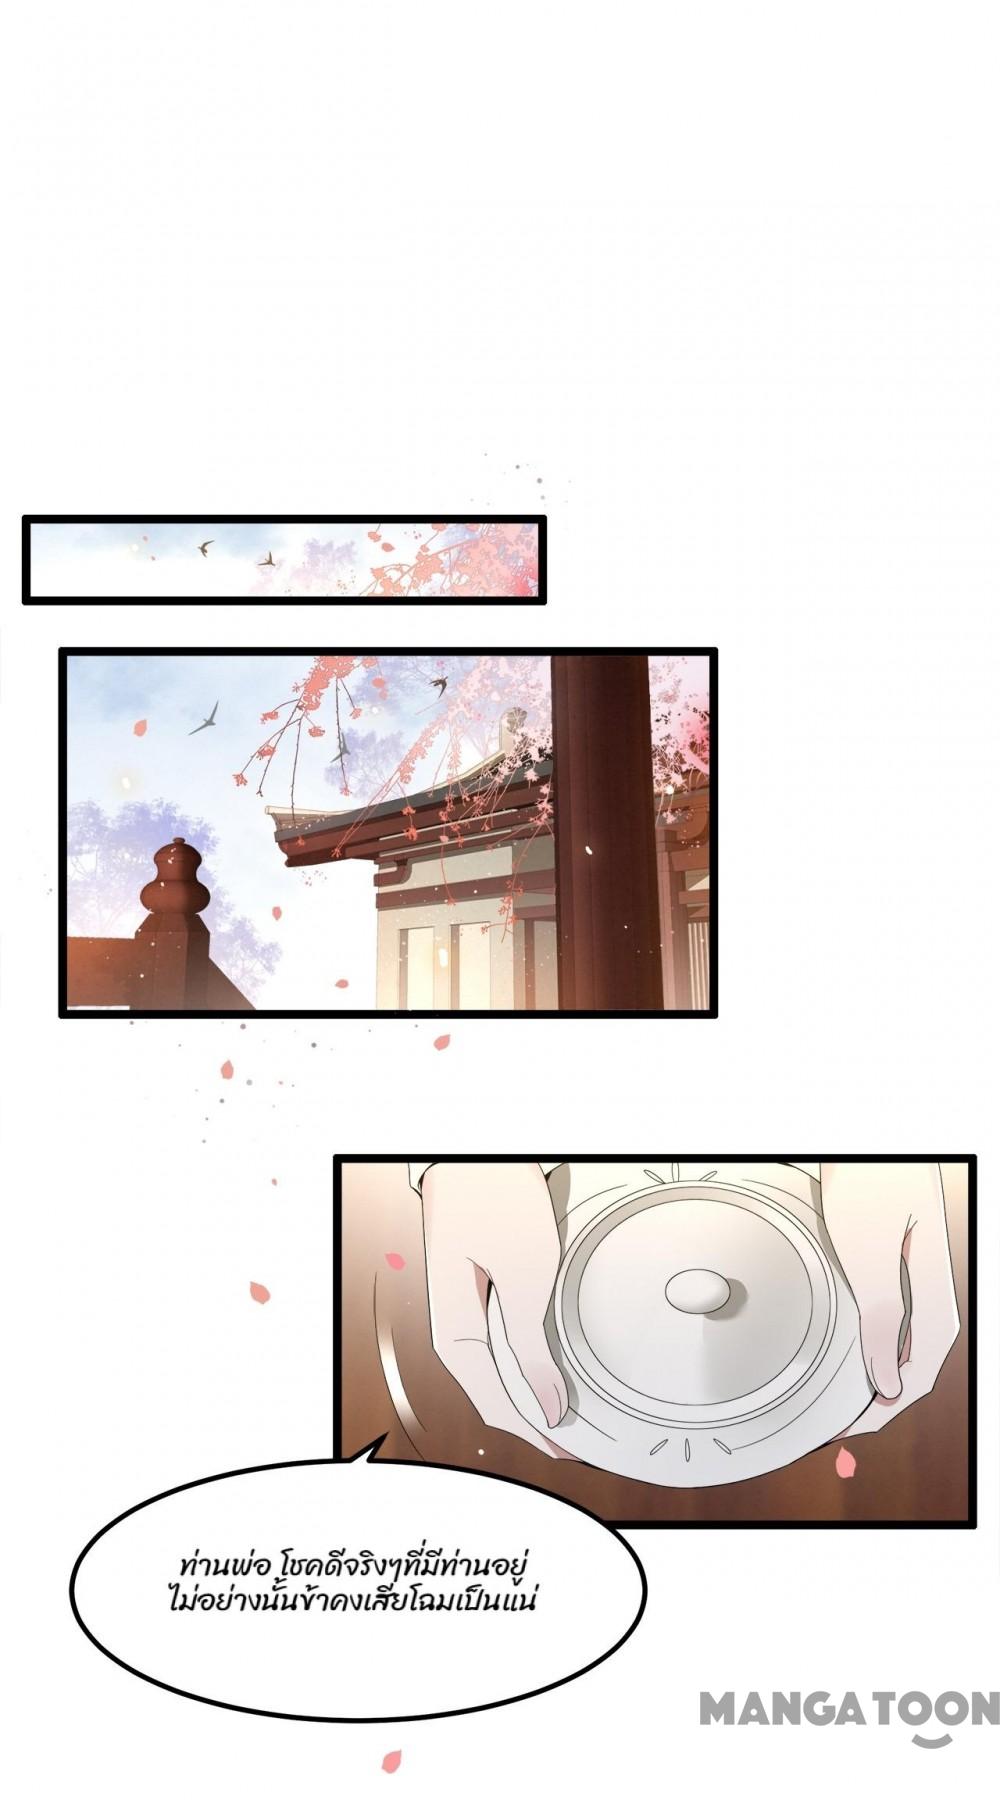 ท่านพ่อ โชคดีจริงๆที่มีท่านอยู่
ไม่อย่างนั้นข้าคงเสียโฉมเป็นแน่
MANGATOON